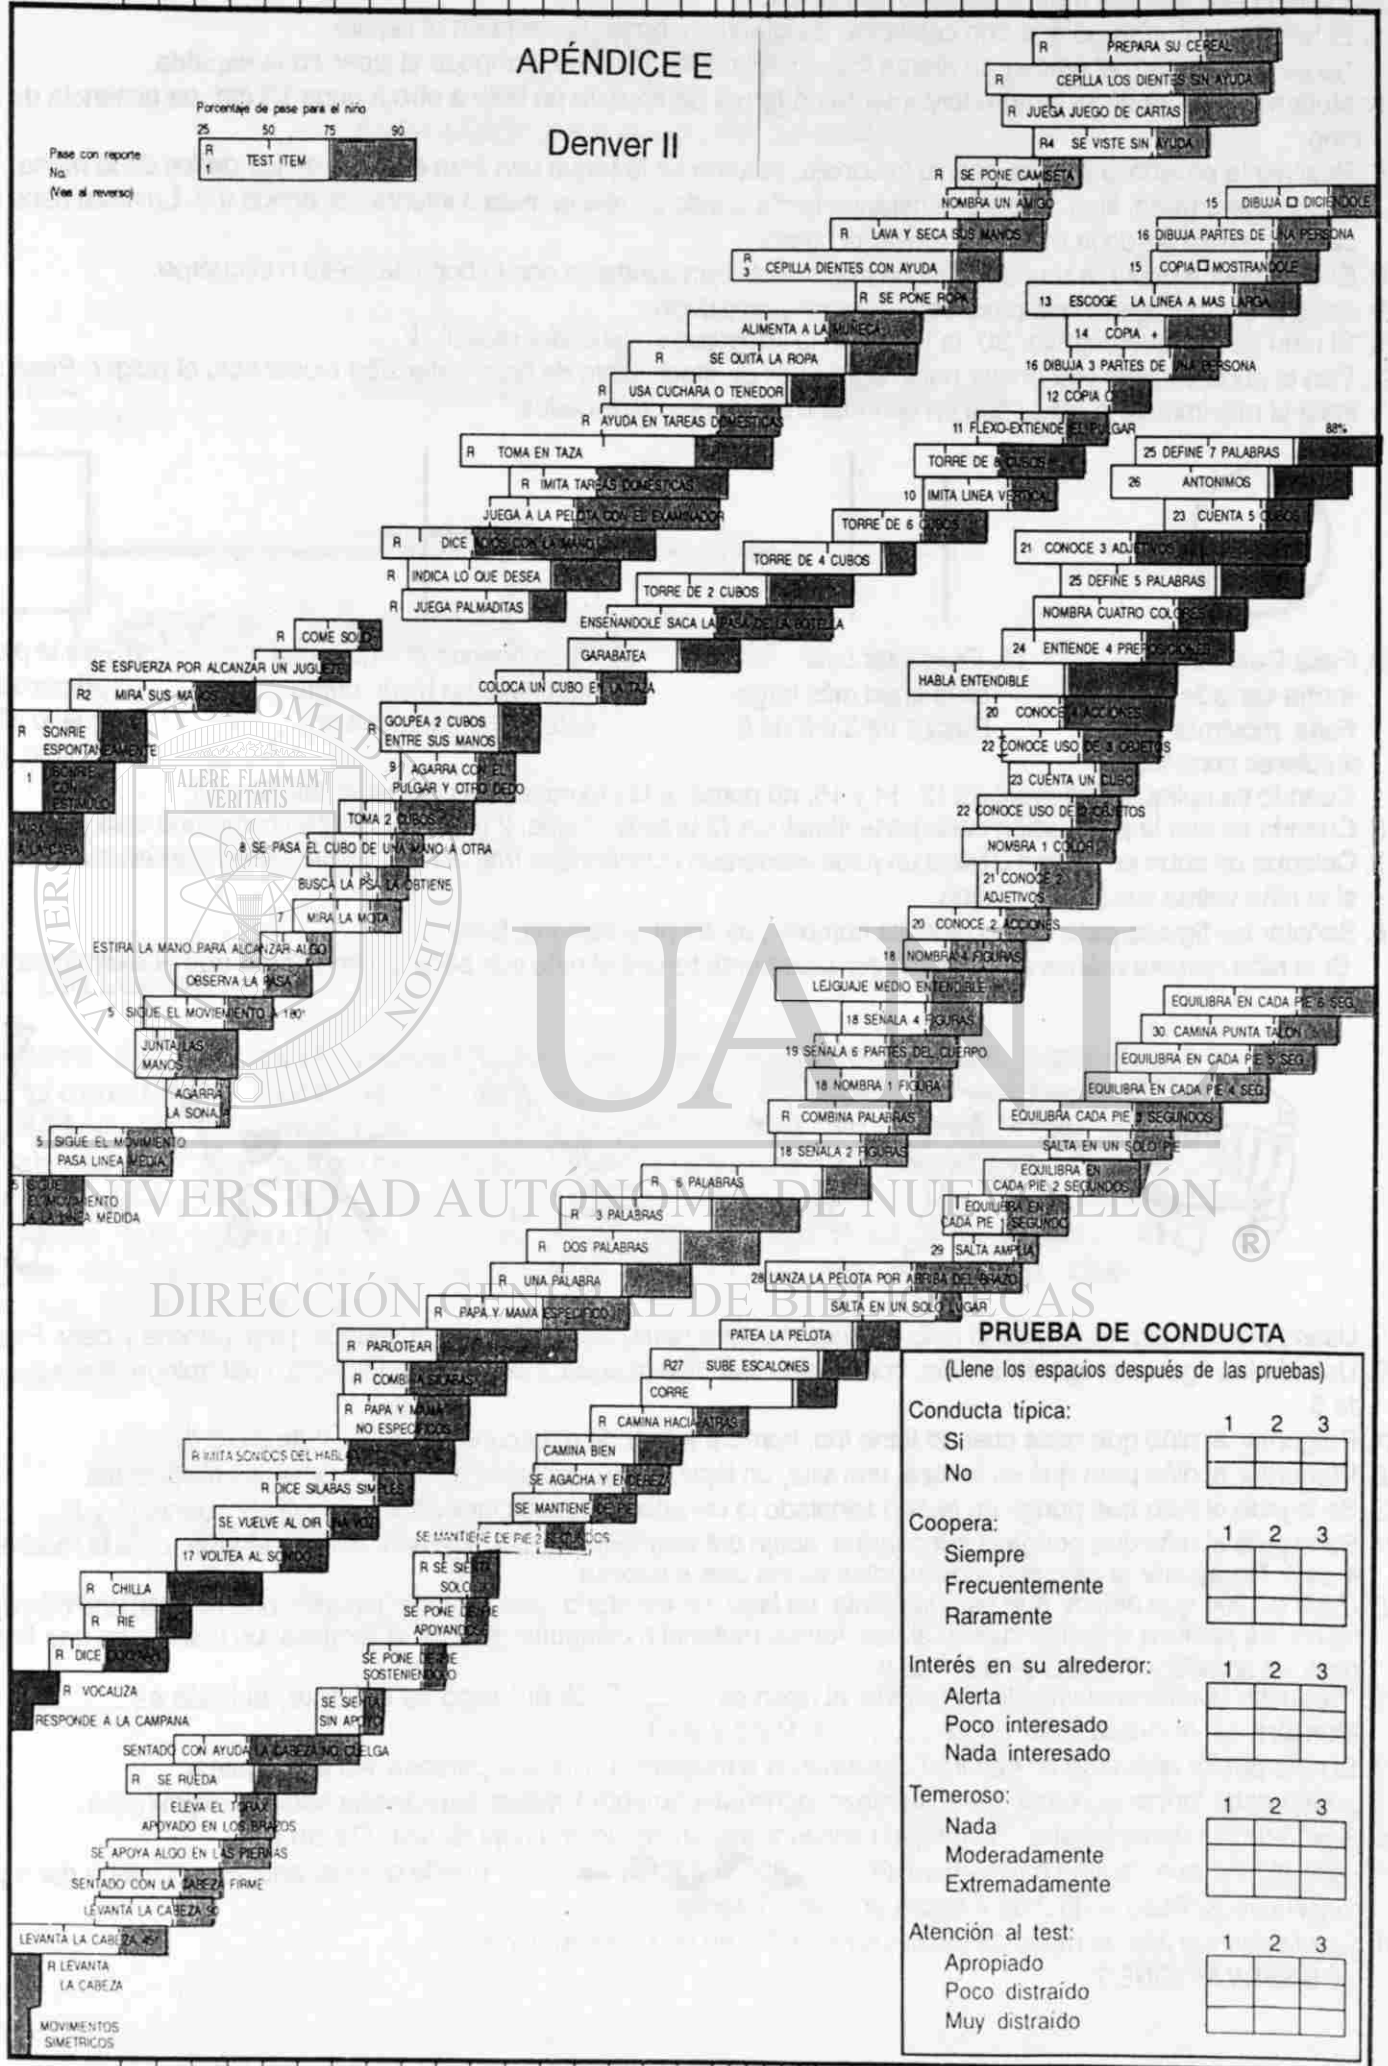 APÉNDICE E
Denver II
Porcentaje de pase para el niño
25 50 75 90
R
1 TEST ITEM
Pase con reporte
No.
(Vea al reverso)
R PREPARA SU CEREAL
R CEPILLA LOS DIENTES SIN AYUDA
R JUEGA JUEGO DE CARTAS
R4 SE VISTE SIN AYUDA
R SE PONE CAMISETA
NOMBRA UN AMIGO
R LAVA Y SECA SUS MANOS
R
3 CEPILLA DIENTES CON AYUDA
R SE PONE ROPA
ALIMENTA A LA MUÑECA
R SE QUITA LA ROPA
R USA CUCHARA O TENEDOR
R AYUDA EN TAREAS DOMESTICAS
R TOMA EN TAZA
R IMITA TAREAS DOMESTICAS
JUEGA A LA PELOTA CON EL EXAMINADOR
R DICE ADIOS CON LA MANO
R INDICA LO QUE DESEA
R JUEGA PALMADITAS
R COME SOLO
SE ESFUERZA POR ALCANZAR UN JUGUETE
R2 MIRA SUS MANOS
R SONRIE
ESPONTANEAMENTE
1 SONRIE
CON
ESTIMULO
MIRA
A LA CARA
15 DIBUJA □ DICIENDOLE
16 DIBUJA PARTES DE UNA PERSONA
15 COPIA □ MOSTRANDOLE
13 ESCOGE LA LINEA A MAS LARGA
14 COPIA +
16 DIBUJA 3 PARTES DE UNA PERSONA
12 COPIA O
11 FLEXO-EXTIENDE EL PULGAR
TORRE DE 8 CUBOS
10 IMITA LINEA VERTICAL
TORRE DE 6 CUBOS
TORRE DE 4 CUBOS
TORRE DE 2 CUBOS
ENSEÑANDOLE SACA LA PASA DE LA BOTELLA
GARABATEA
COLOCA UN CUBO EN LA TAZA
R GOLPEA 2 CUBOS
ENTRE SUS MANOS
9 AGARRA CON EL
PULGAR Y OTRO DEDO
TOMA 2 CUBOS
8 SE PASA EL CUBO DE UNA MANO A OTRA
BUSCA LA PSA, LA OBTIENE
7 MIRA LA MOTA
ESTIRA LA MANO PARA ALCANZAR ALGO
OBSERVA LA PASA
5 SIGUE EL MOVIENIENTO A 180°
JUNTA LAS
MANOS
AGARRA
LA SONAJA
5 SIGUE EL MOVIMIENTO
PASA LINEA MEDIA
5 SIGUE
EL MOVIMIENTO
A LA LINEA MEDIDA
88%
25 DEFINE 7 PALABRAS
26 ANTONIMOS
23 CUENTA 5 CUBOS
21 CONOCE 3 ADJETIVOS
25 DEFINE 5 PALABRAS
NOMBRA CUATRO COLORES
24 ENTIENDE 4 PREPOSICIONES
HABLA ENTENDIBLE
20 CONOCE 4 ACCIONES
22 CONOCE USO DE 3 OBJETOS
23 CUENTA UN CUBO
22 CONOCE USO DE 2 OBJETOS
NOMBRA 1 COLOR
21 CONOCE 2
ADJETIVOS
20 CONOCE 2 ACCIONES
18 NOMBRA 4 FIGURAS
LEJGUAJE MEDIO ENTENDIBLE
18 SEÑALA 4 FIGURAS
19 SEÑALA 6 PARTES DEL CUERPO
18 NOMBRA 1 FIGURA
R COMBINA PALABRAS
18 SEÑALA 2 FIGURAS
R 6 PALABRAS
R 3 PALABRAS
R DOS PALABRAS
R UNA PALABRA
R PAPA Y MAMA ESPECIFICO
R PARLOTEAR
R COMBINA SILABAS
R PAPA Y MAMA
NO ESPECIFICOS
R IMITA SONIDOS DEL HABLA
R DICE SILABAS SIMPLES
SE VUELVE AL OIR UNA VOZ
17 VOLTEA AL SONIDO
R CHILLA
R RIE
R DICE
R VOCALIZA
RESPONDE A LA CAMPANA
EQUILIBRA EN CADA PIE 6 SEG.
30 CAMINA PUNTA TALON
EQUILIBRA EN CADA PIE 5 SEG
EQUILIBRA EN CADA PIE 4 SEG
EQUILIBRA CADA PIE 3 SEGUNDOS
SALTA EN UN SOLO PIE
EQUILIBRA EN
CADA PIE 2 SEGUNDOS
EQUILIBRA EN
CADA PIE 1 SEGUNDO
29 SALTA AMPLIA
28 LANZA LA PELOTA POR ARRIBA DEL BRAZO
SALTA EN UN SOLO LUGAR
PATEA LA PELOTA
R27 SUBE ESCALONES
CORRE
R CAMINA HACIA ATRAS
CAMINA BIEN
SE AGACHA Y ENDEREZA
SE MANTIENE DE PIE
SE MANTIENE DE PIE 2 SEGUNDOS
R SE SIENTA
SOLO
SE PONE DE PIE
APOYANDOSE
SE PONE DE PIE
SOSTENIENDOLO
SE SIENTA
SIN APOYO
SENTADO CON AYUDA LA CABEZA NO CUELGA
R SE RUEDA
ELEVA EL TORAX
APOYADO EN LOS BRAZOS
SE APOYA ALGO EN LAS PIERNAS
SENTADO CON LA CABEZA FIRME
LEVANTA LA CABEZA 90
LEVANTA LA CABEZA 45°
R LEVANTA
LA CABEZA
MOVIMIENTOS
SIMETRICOS
PRUEBA DE CONDUCTA
(Llene los espacios después de las pruebas)
Conducta típica: 1 2 3
Si
No
Coopera: 1 2 3
Siempre
Frecuentemente
Raramente
Interés en su alrederor: 1 2 3
Alerta
Poco interesado
Nada interesado
Temeroso: 1 2 3
Nada
Moderadamente
Extremadamente
Atención al test: 1 2 3
Apropiado
Poco distraído
Muy distraído
ALERE FLAMMAM
VERITATIS
UANL
UNIVERSIDAD AUTÓNOMA DE NUEVO LEÓN
®
DIRECCIÓN GENERAL DE BIBLIOTECAS